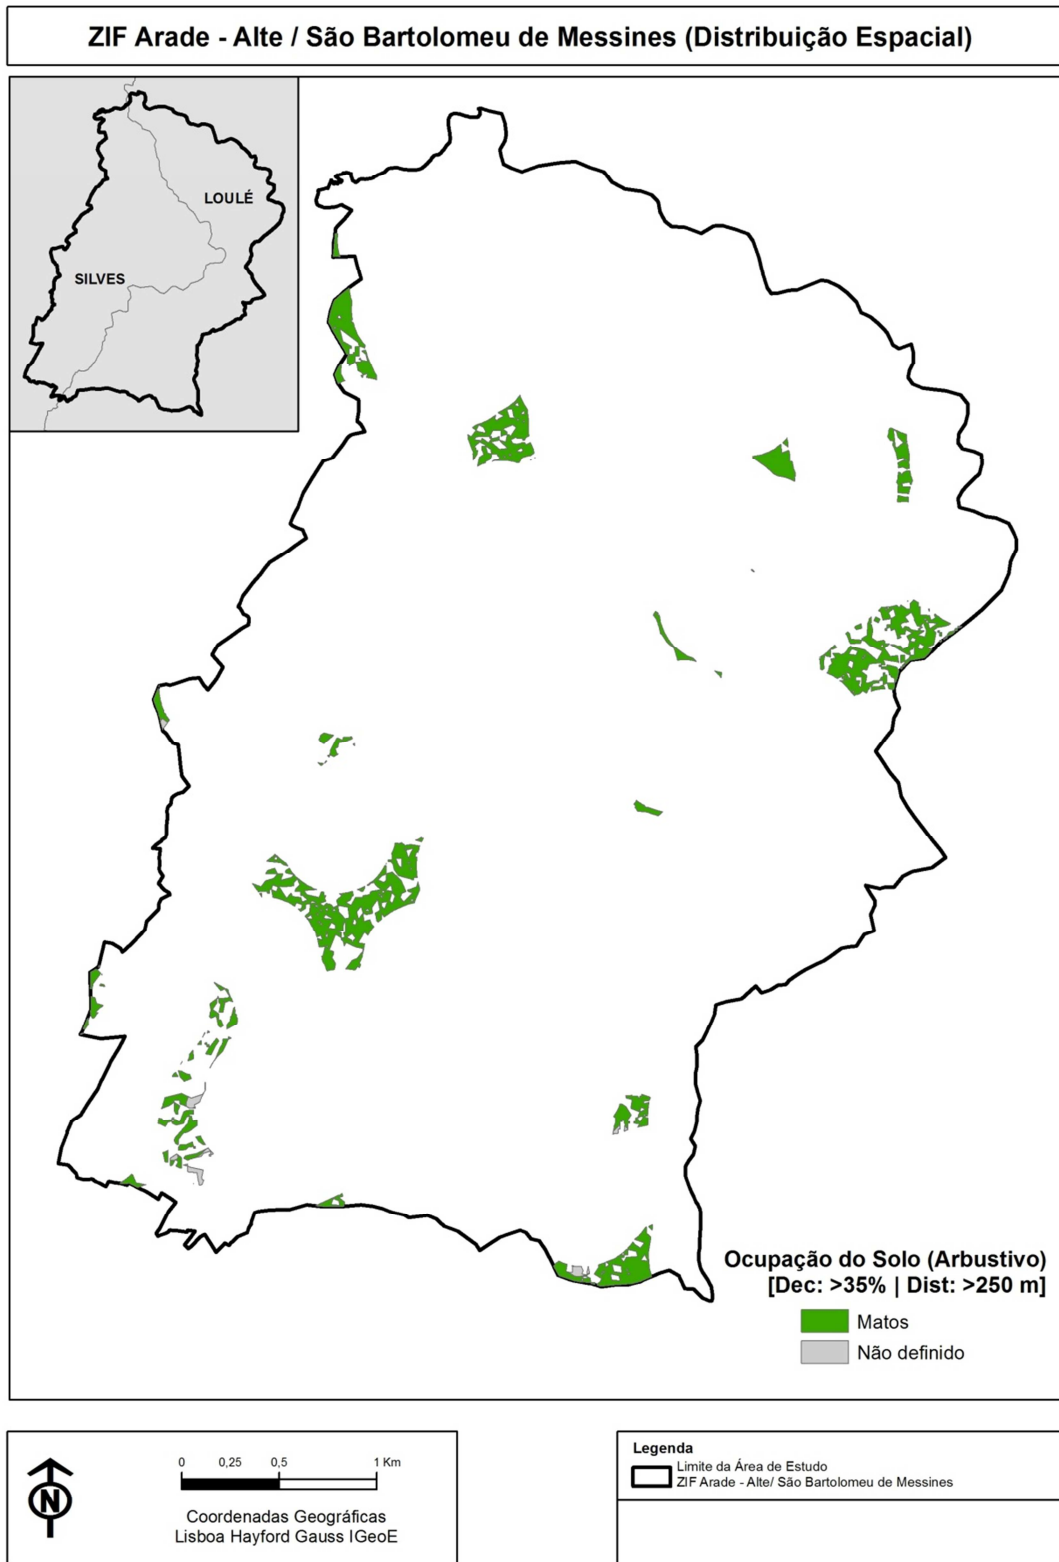 ZIF Arade - Alte / São Bartolomeu de Messines (Distribuição Espacial)
LOULÉ
SILVES
Ocupação do Solo (Arbustivo)
[Dec: >35% | Dist: >250 m]
Matos
Não definido
0 0,25 0,5 1 Km
N
Coordenadas Geográficas
Lisboa Hayford Gauss IGeoE
Legenda
Limite da Área de Estudo
ZIF Arade - Alte/ São Bartolomeu de Messines